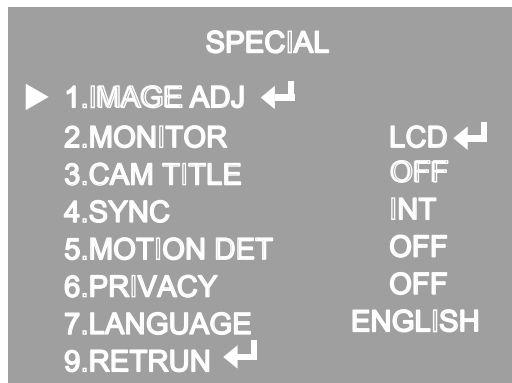 SPECIAL
▶ 1.IMAGE ADJ ↵
2.MONITOR LCD ↵
3.CAM TITLE OFF
4.SYNC INT
5.MOTION DET OFF
6.PRIVACY OFF
7.LANGUAGE ENGLISH
9.RETRUN ↵